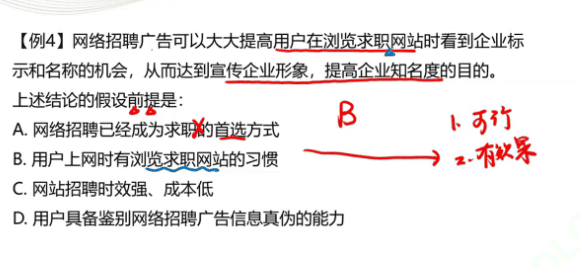 【例4】网络招聘广告可以大大提高用户在浏览求职网站时看到企业标
示和名称的机会，从而达到宣传企业形象，提高企业知名度的目的。
上述结论的假设前提是：
A. 网络招聘已经成为求职的首选方式
B. 用户上网时有浏览求职网站的习惯
C. 网站招聘时效强、成本低
D. 用户具备鉴别网络招聘广告信息真伪的能力
B
1. 可行
2. 有效果